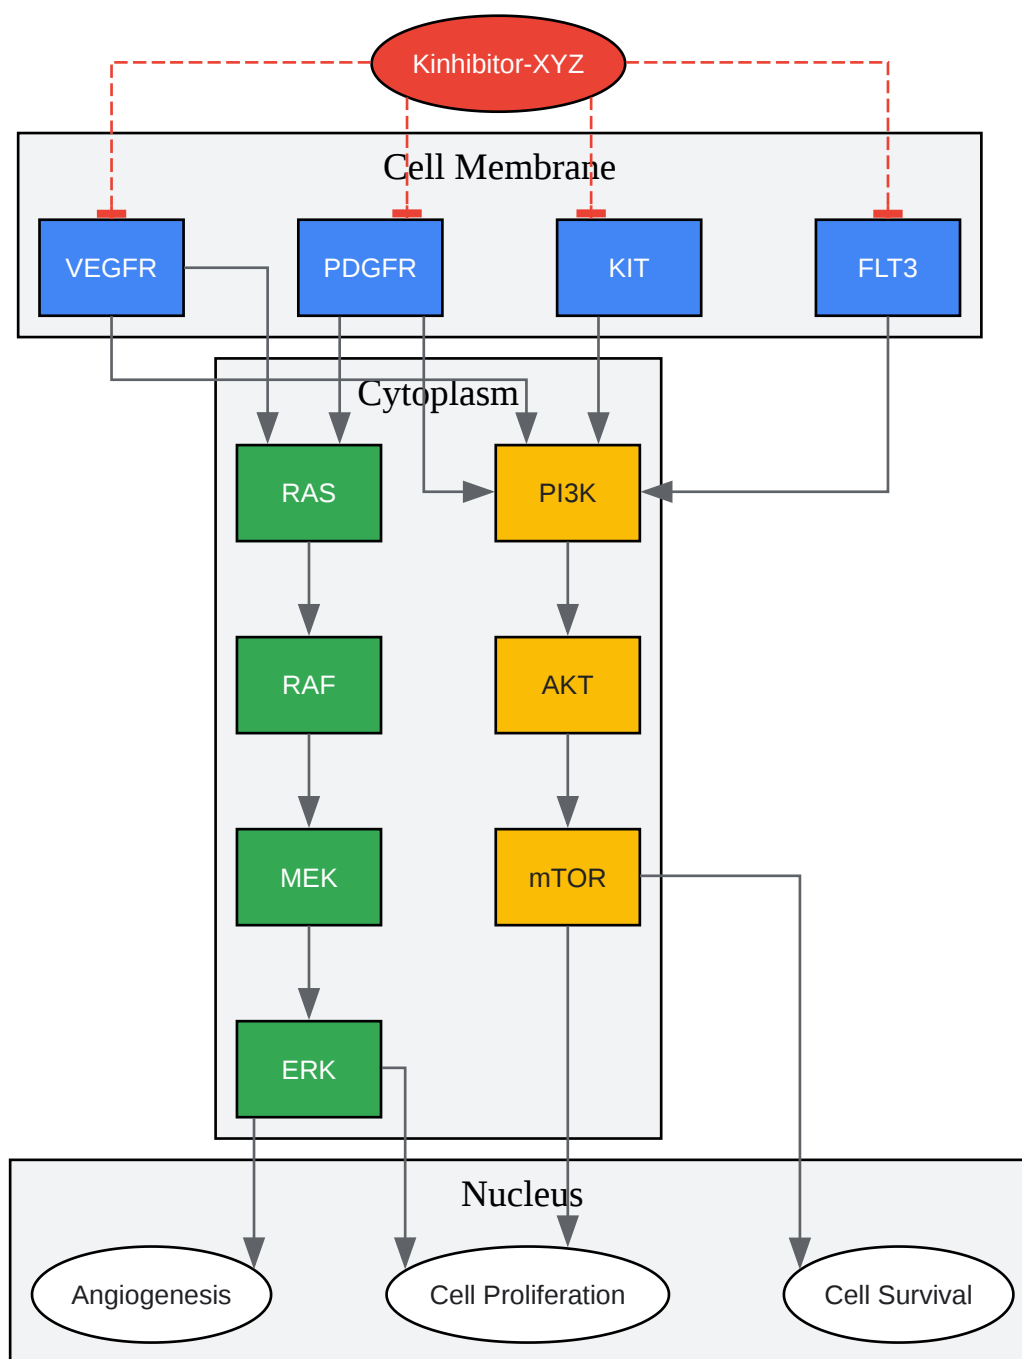 Kinhibitor-XYZ
Cell Membrane
VEGFR
PDGFR
KIT
FLT3
Cytoplasm
RAS
PI3K
RAF
AKT
MEK
mTOR
ERK
Nucleus
Angiogenesis
Cell Proliferation
Cell Survival